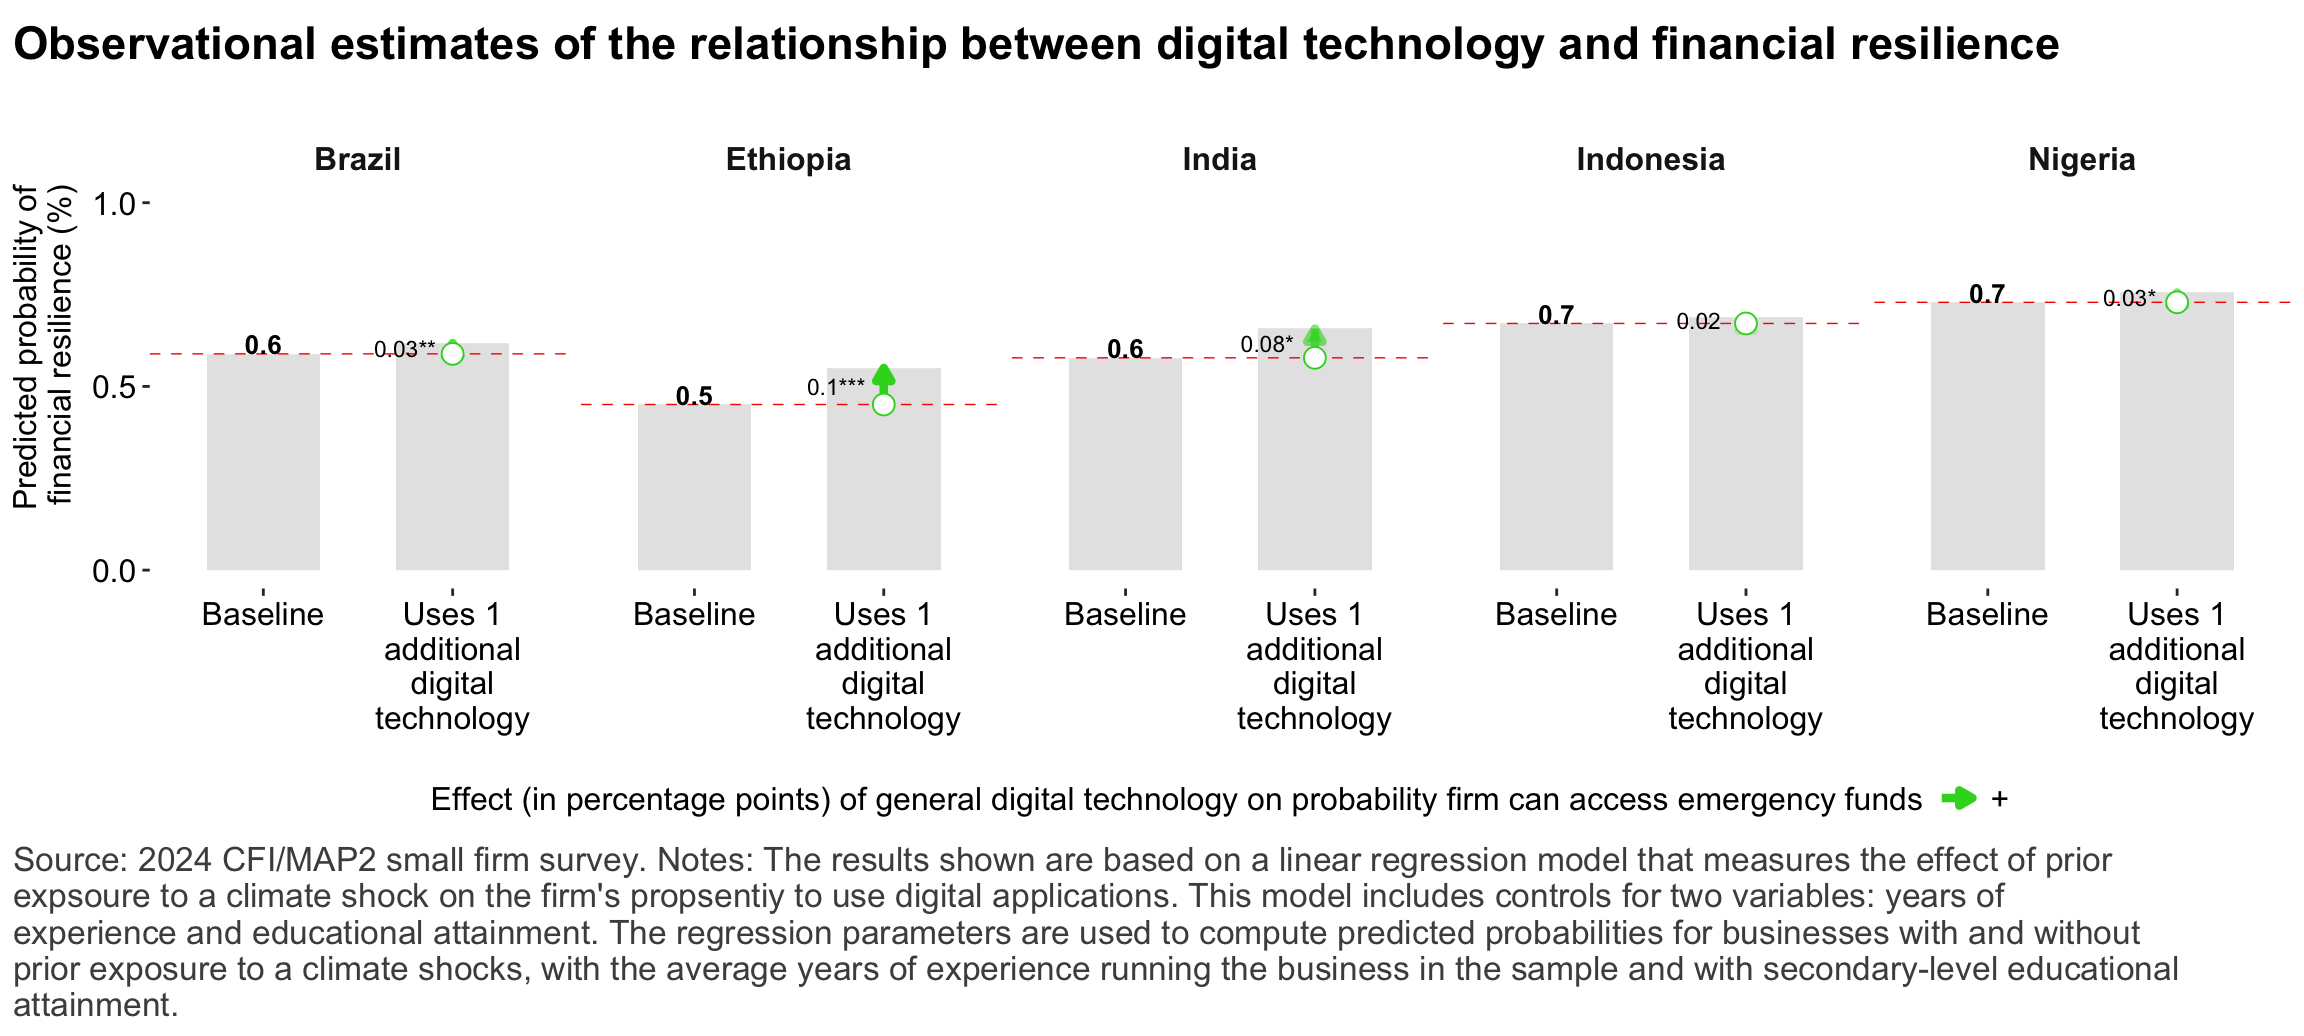 Observational estimates of the relationship between digital technology and financial resilience
Brazil
Ethiopia
India
Indonesia
Nigeria
Predicted probability of
financial resilience (%)
1.0
0.5
0.0
0.6
0.03**
0.5
0.1***
0.6
0.08*
0.7
0.02
0.7
0.03*
Baseline
Uses 1
additional
digital
technology
Baseline
Uses 1
additional
digital
technology
Baseline
Uses 1
additional
digital
technology
Baseline
Uses 1
additional
digital
technology
Baseline
Uses 1
additional
digital
technology
Effect (in percentage points) of general digital technology on probability firm can access emergency funds +
Source: 2024 CFI/MAP2 small firm survey. Notes: The results shown are based on a linear regression model that measures the effect of prior
expsoure to a climate shock on the firm's propsentiy to use digital applications. This model includes controls for two variables: years of
experience and educational attainment. The regression parameters are used to compute predicted probabilities for businesses with and without
prior exposure to a climate shocks, with the average years of experience running the business in the sample and with secondary-level educational
attainment.